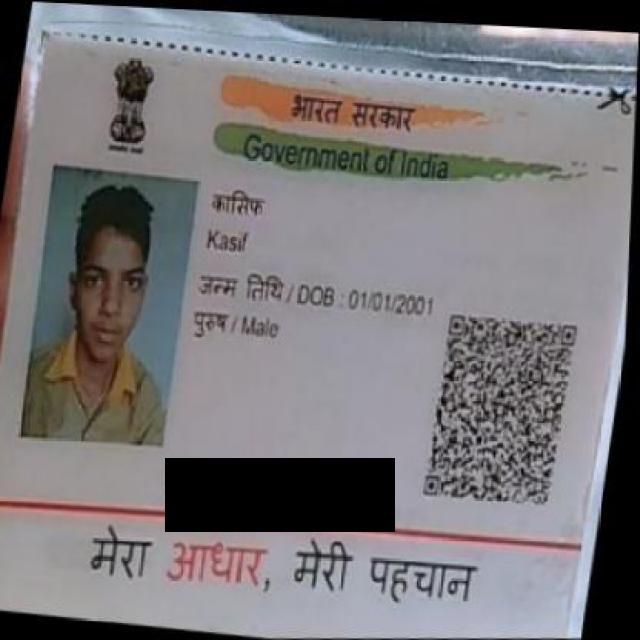 भारत सरकार
Government of India
कासिफ
Kasif
जन्म तिथि / DOB : 01/01/2001
पुरुष / Male
मेरा आधार, मेरी पहचान